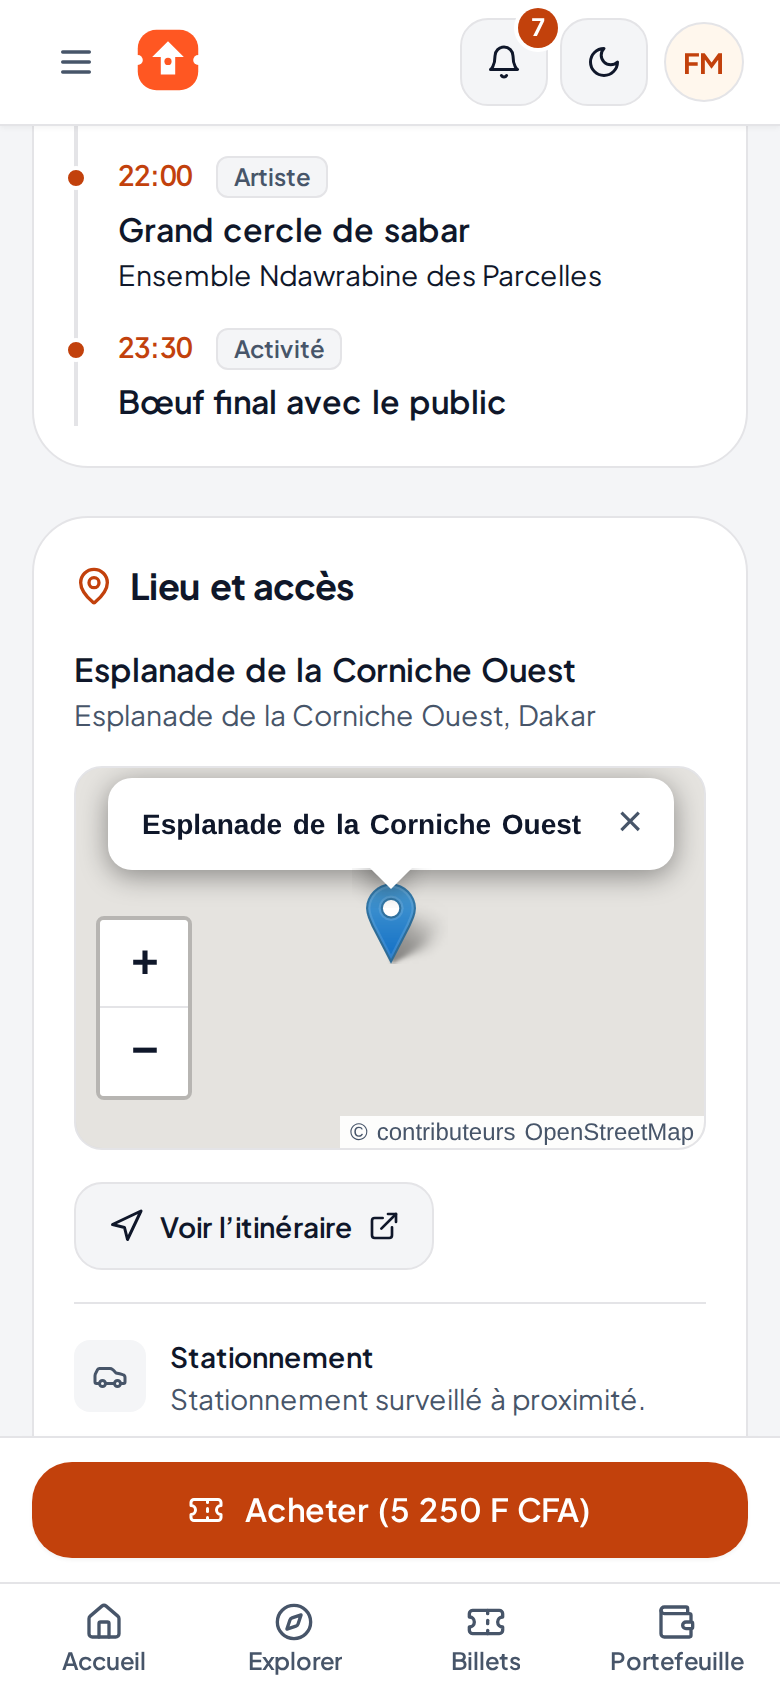 7
FM
22:00 Artiste
Grand cercle de sabar
Ensemble Ndawrabine des Parcelles
23:30 Activité
Bœuf final avec le public
Lieu et accès
Esplanade de la Corniche Ouest
Esplanade de la Corniche Ouest, Dakar
Esplanade de la Corniche Ouest ×
+
−
© contributeurs OpenStreetMap
Voir l’itinéraire
Stationnement
Stationnement surveillé à proximité.
Acheter (5 250 F CFA)
Accueil Explorer Billets Portefeuille